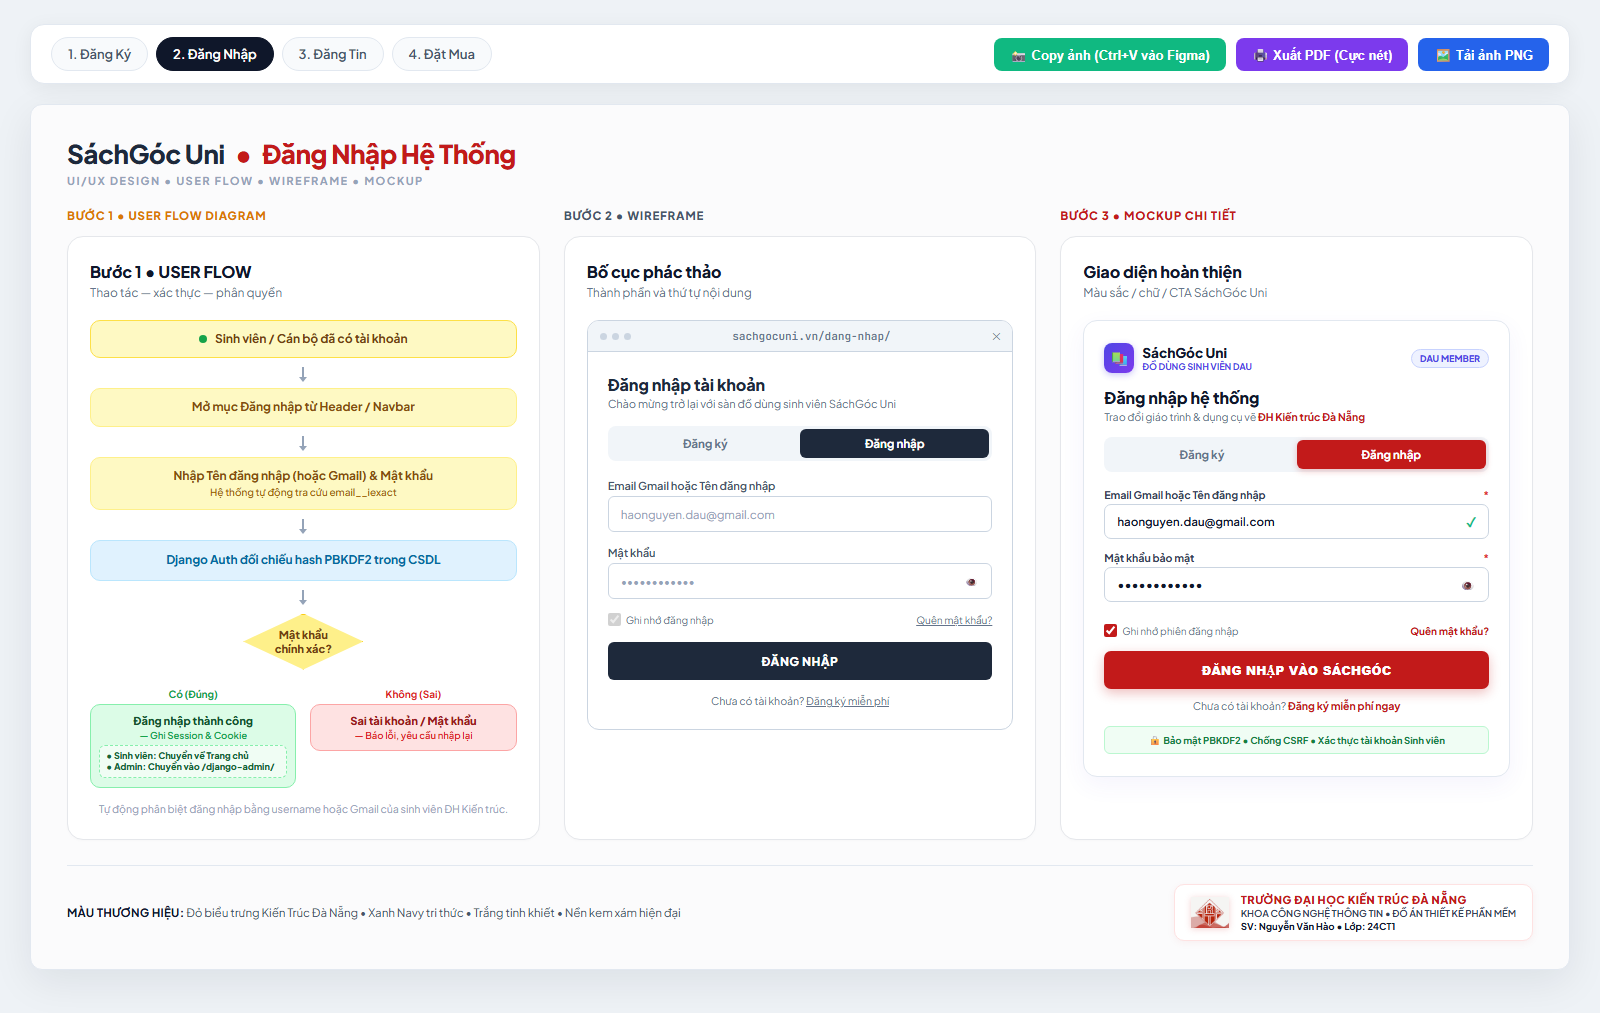 1. Đăng Ký
2. Đăng Nhập
3. Đăng Tin
4. Đặt Mua
Copy ảnh (Ctrl+V vào Figma)
Xuất PDF (Cực nét)
Tải ảnh PNG
SáchGóc Uni ● Đăng Nhập Hệ Thống
UI/UX DESIGN ● USER FLOW ● WIREFRAME ● MOCKUP
BƯỚC 1 ● USER FLOW DIAGRAM
Bước 1 ● USER FLOW
Thao tác — xác thực — phân quyền
Sinh viên / Cán bộ đã có tài khoản
Mở mục Đăng nhập từ Header / Navbar
Nhập Tên đăng nhập (hoặc Gmail) & Mật khẩu
Hệ thống tự động tra cứu email__iexact
Django Auth đối chiếu hash PBKDF2 trong CSDL
Mật khẩu
chính xác?
Có (Đúng)
Đăng nhập thành công
— Ghi Session & Cookie
● Sinh viên: Chuyển về Trang chủ
● Admin: Chuyển vào /django-admin/
Không (Sai)
Sai tài khoản / Mật khẩu
— Báo lỗi, yêu cầu nhập lại
Tự động phân biệt đăng nhập bằng username hoặc Gmail của sinh viên ĐH Kiến trúc.
BƯỚC 2 ● WIREFRAME
Bố cục phác thảo
Thành phần và thứ tự nội dung
sachgocuni.vn/dang-nhap/
Đăng nhập tài khoản
Chào mừng trở lại với sàn đồ dùng sinh viên SáchGóc Uni
Đăng ký
Đăng nhập
Email Gmail hoặc Tên đăng nhập
haonguyen.dau@gmail.com
Mật khẩu
••••••••••••
Ghi nhớ đăng nhập
Quên mật khẩu?
ĐĂNG NHẬP
Chưa có tài khoản? Đăng ký miễn phí
BƯỚC 3 ● MOCKUP CHI TIẾT
Giao diện hoàn thiện
Màu sắc / chữ / CTA SáchGóc Uni
SáchGóc Uni
ĐỒ DÙNG SINH VIÊN DAU
DAU MEMBER
Đăng nhập hệ thống
Trao đổi giáo trình & dụng cụ vẽ ĐH Kiến trúc Đà Nẵng
Đăng ký
Đăng nhập
Email Gmail hoặc Tên đăng nhập *
haonguyen.dau@gmail.com ✓
Mật khẩu bảo mật *
••••••••••••
Ghi nhớ phiên đăng nhập
Quên mật khẩu?
ĐĂNG NHẬP VÀO SÁCHGÓC
Chưa có tài khoản? Đăng ký miễn phí ngay
Bảo mật PBKDF2 ● Chống CSRF ● Xác thực tài khoản Sinh viên
MÀU THƯƠNG HIỆU: Đỏ biểu trưng Kiến Trúc Đà Nẵng ● Xanh Navy tri thức ● Trắng tinh khiết ● Nền kem xám hiện đại
TRƯỜNG ĐẠI HỌC KIẾN TRÚC ĐÀ NẴNG
KHOA CÔNG NGHỆ THÔNG TIN ● ĐỒ ÁN THIẾT KẾ PHẦN MỀM
SV: Nguyễn Văn Hào ● Lớp: 24CT1